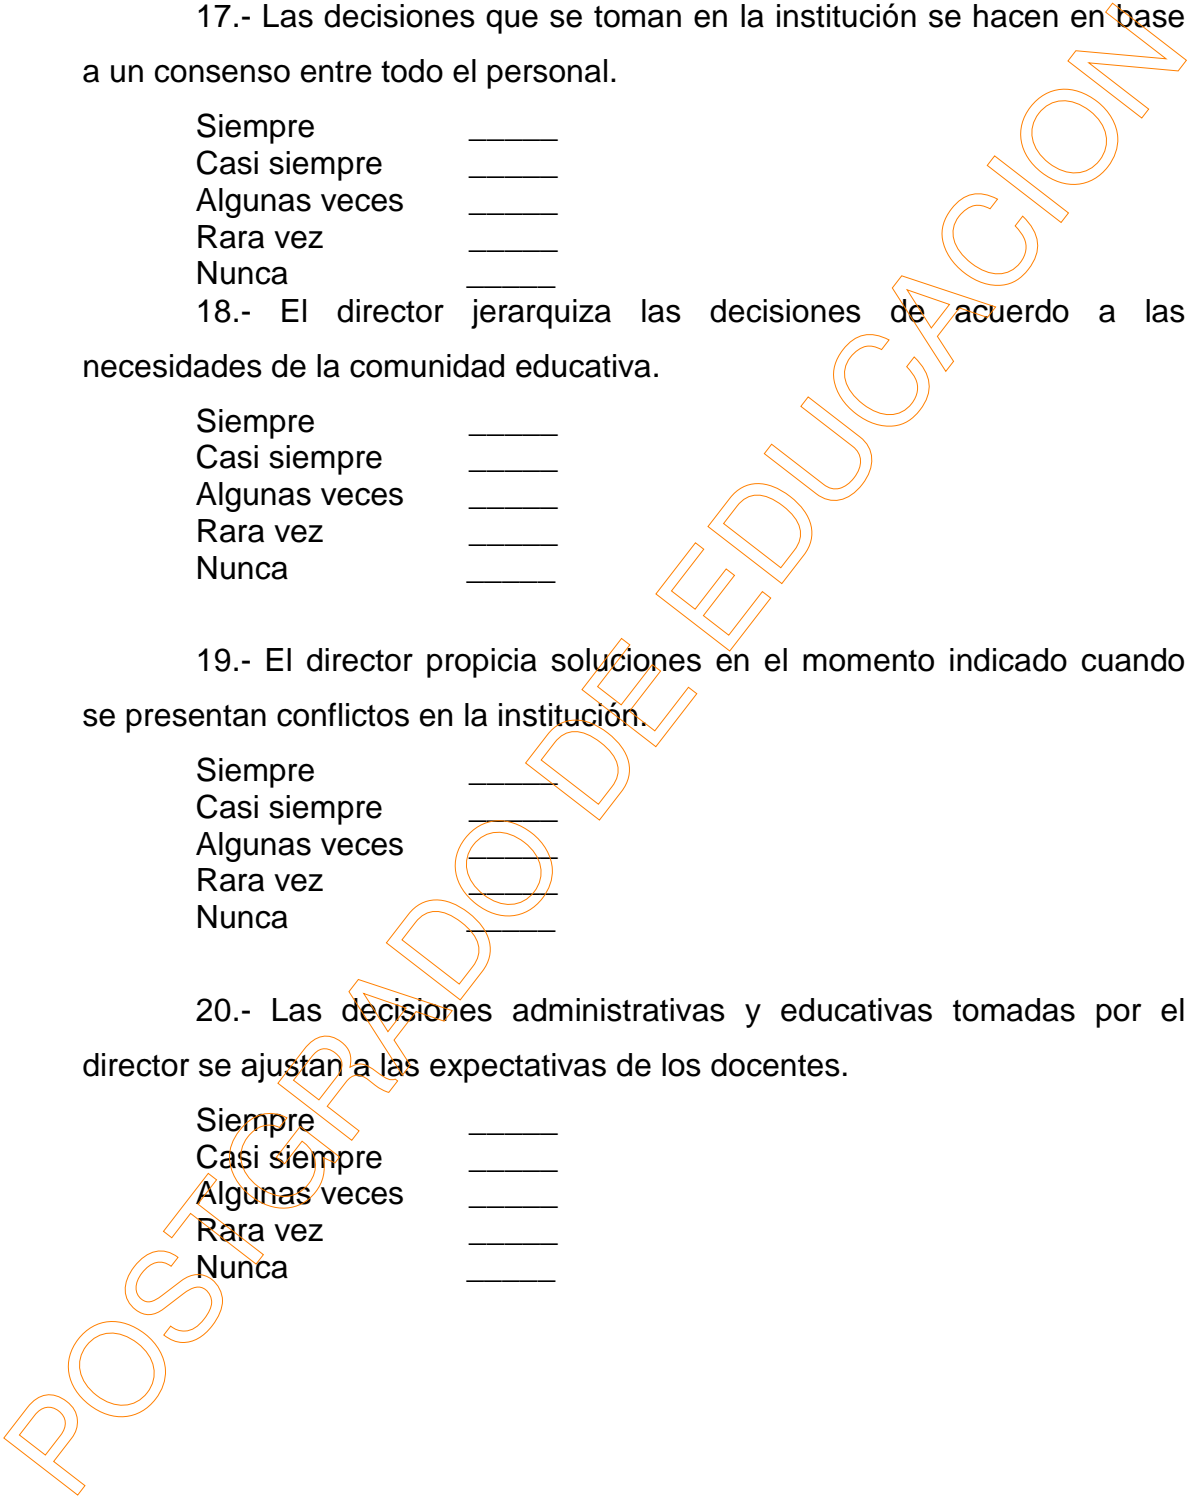 17.- Las decisiones que se toman en la institución se hacen en base
a un consenso entre todo el personal.
Siempre _____
Casi siempre _____
Algunas veces _____
Rara vez _____
Nunca _____
18.- El director jerarquiza las decisiones de acuerdo a las
necesidades de la comunidad educativa.
Siempre _____
Casi siempre _____
Algunas veces _____
Rara vez _____
Nunca _____
19.- El director propicia soluciones en el momento indicado cuando
se presentan conflictos en la institución.
Siempre _____
Casi siempre _____
Algunas veces _____
Rara vez _____
Nunca _____
20.- Las decisiones administrativas y educativas tomadas por el
director se ajustan a las expectativas de los docentes.
Siempre _____
Casi siempre _____
Algunas veces _____
Rara vez _____
Nunca _____
POSTGRADO DE EDUCACION